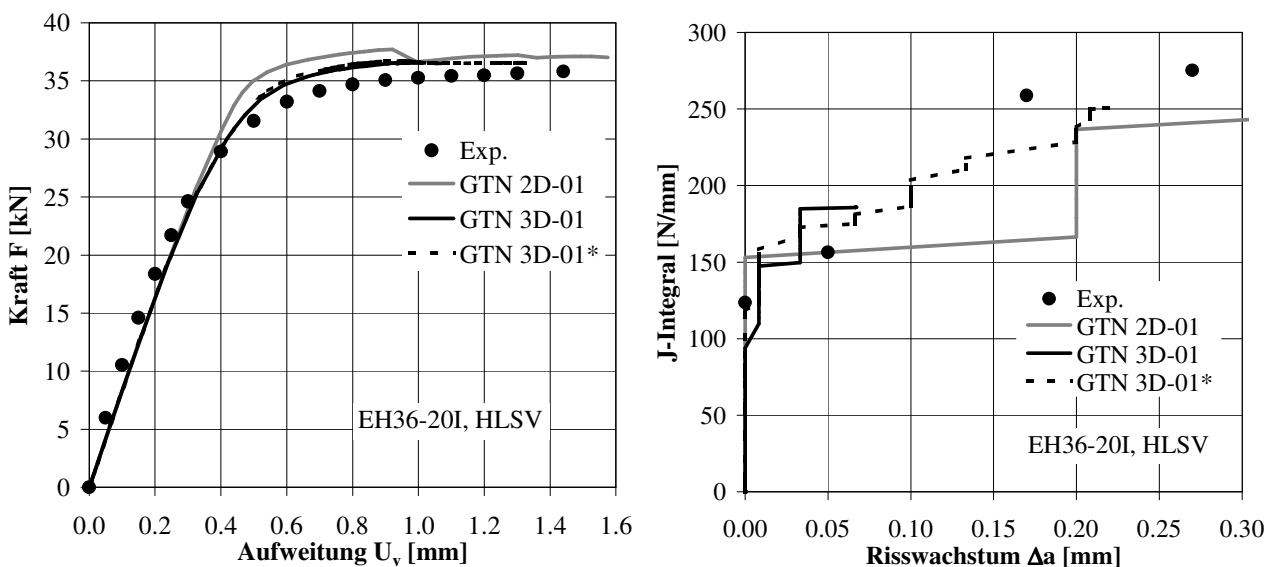 40
35
30
25
20
15
10
5
0
Kraft F [kN]
Exp.
GTN 2D-01
GTN 3D-01
GTN 3D-01*
EH36-20I, HLSV
0.0 0.2 0.4 0.6 0.8 1.0 1.2 1.4 1.6
Aufweitung Uv [mm]
300
250
200
150
100
50
0
J-Integral [N/mm]
Exp.
GTN 2D-01
GTN 3D-01
GTN 3D-01*
EH36-20I, HLSV
0.00 0.05 0.10 0.15 0.20 0.25 0.30
Risswachstum Δa [mm]